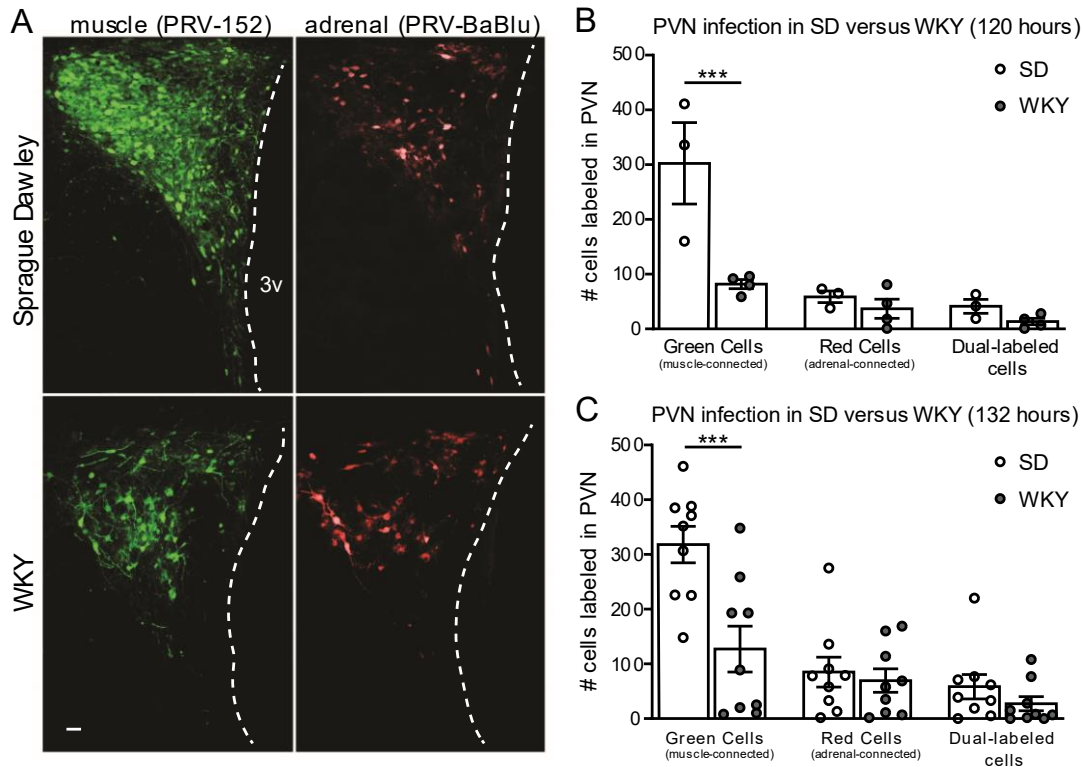 A
muscle (PRV-152)
adrenal (PRV-BaBlu)
Sprague Dawley
3v
WKY
B
PVN infection in SD versus WKY (120 hours)
# cells labeled in PVN
500
400
300
200
100
0
***
SD
WKY
Green Cells
(muscle-connected)
Red Cells
(adrenal-connected)
Dual-labeled
cells
C
PVN infection in SD versus WKY (132 hours)
# cells labeled in PVN
500
400
300
200
100
0
***
SD
WKY
Green Cells
(muscle-connected)
Red Cells
(adrenal-connected)
Dual-labeled
cells